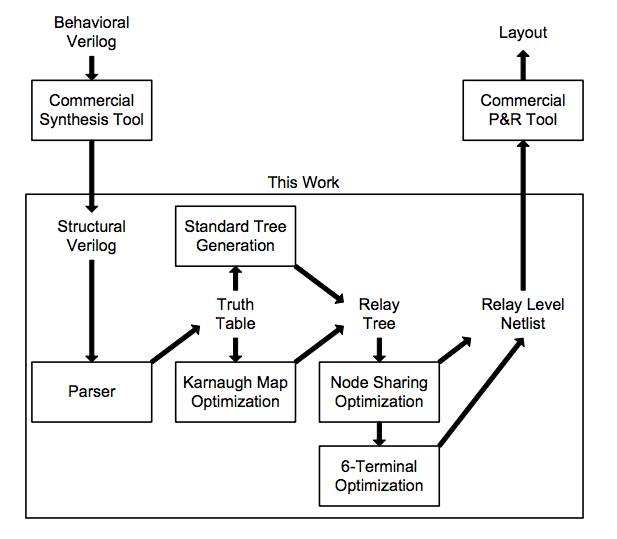 Behavioral
Verilog
Layout
Commercial
Synthesis Tool
Commercial
P&R Tool
This Work
Structural
Verilog
Standard Tree
Generation
Truth
Table
Relay
Tree
Relay Level
Netlist
Parser
Karnaugh Map
Optimization
Node Sharing
Optimization
6-Terminal
Optimization